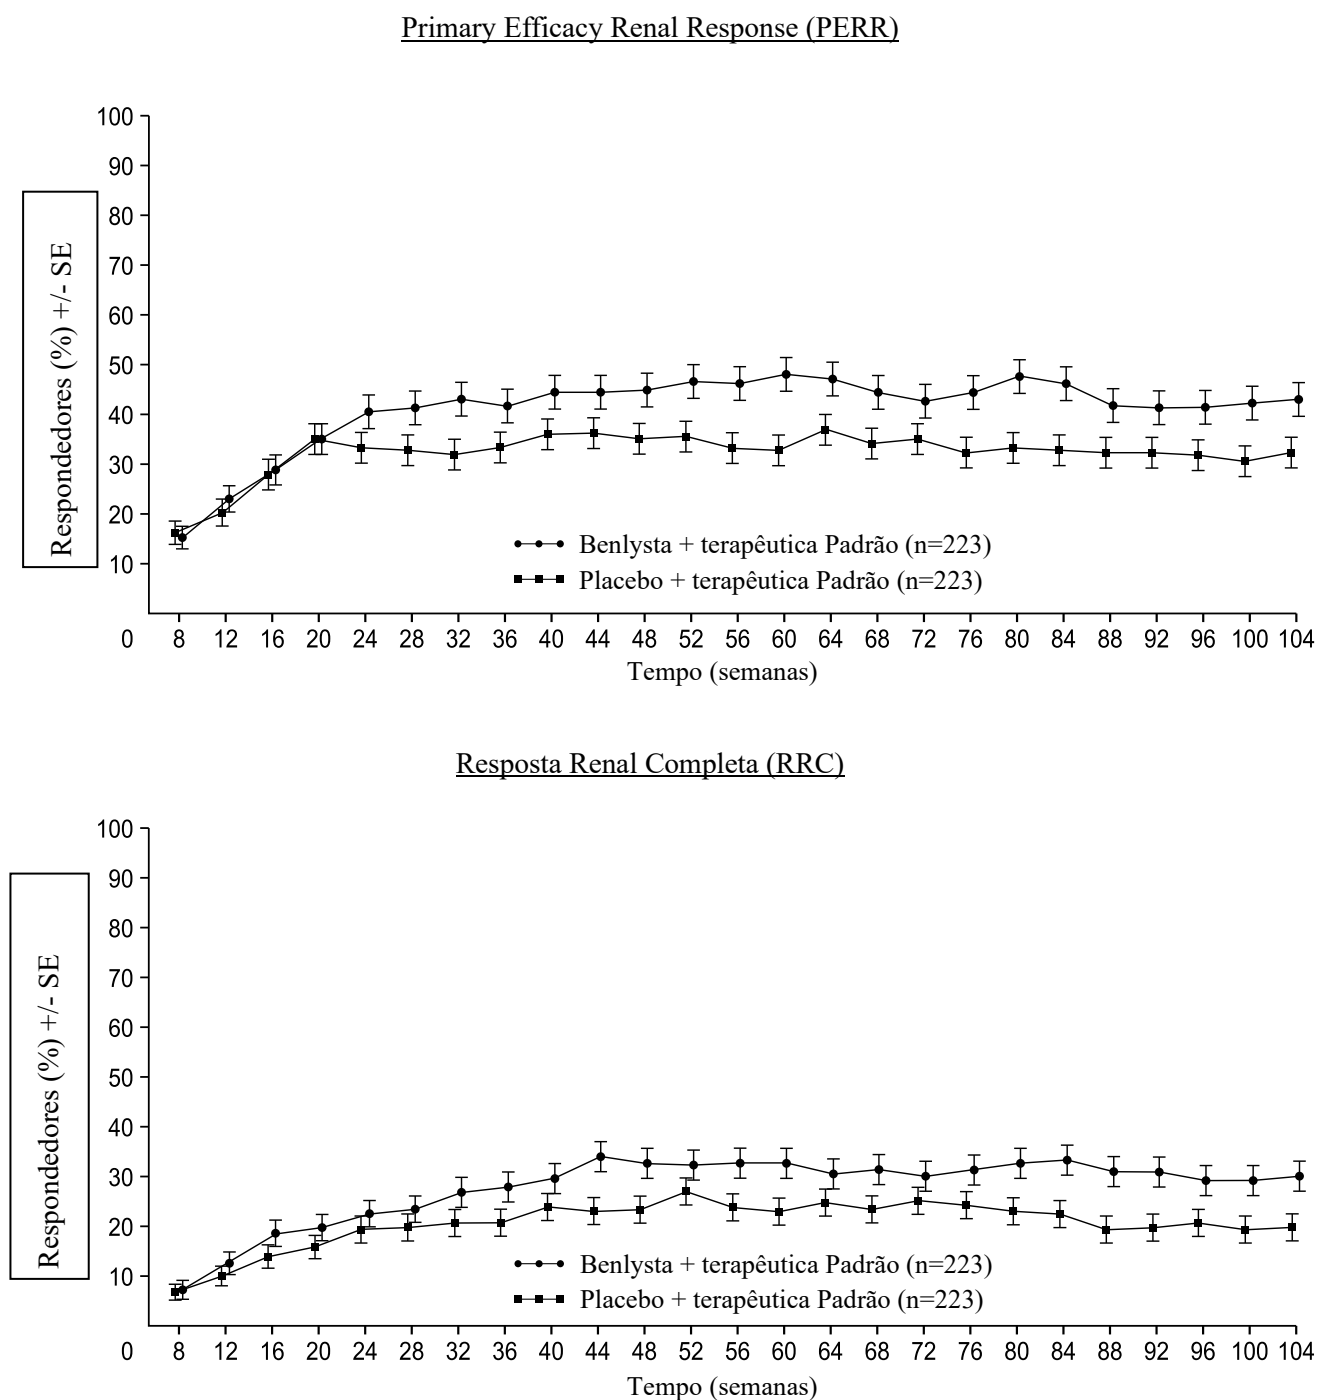 Primary Efficacy Renal Response (PERR)
100
90
80
70
60
50
40
30
20
10
0
Respondedores (%) +/- SE
Benlysta + terapêutica Padrão (n=223)
Placebo + terapêutica Padrão (n=223)
8 12 16 20 24 28 32 36 40 44 48 52 56 60 64 68 72 76 80 84 88 92 96 100 104
Tempo (semanas)
Resposta Renal Completa (RRC)
100
90
80
70
60
50
40
30
20
10
0
Respondedores (%) +/- SE
Benlysta + terapêutica Padrão (n=223)
Placebo + terapêutica Padrão (n=223)
8 12 16 20 24 28 32 36 40 44 48 52 56 60 64 68 72 76 80 84 88 92 96 100 104
Tempo (semanas)